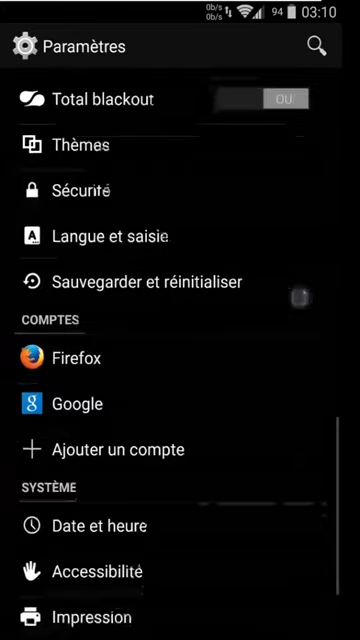 0b/s
0b/s
94
03:10
Paramètres
Total blackout
OUI
Thèmes
Sécurité
Langue et saisie
Sauvegarder et réinitialiser
COMPTES
Firefox
Google
Ajouter un compte
SYSTÈME
Date et heure
Accessibilité
Impression